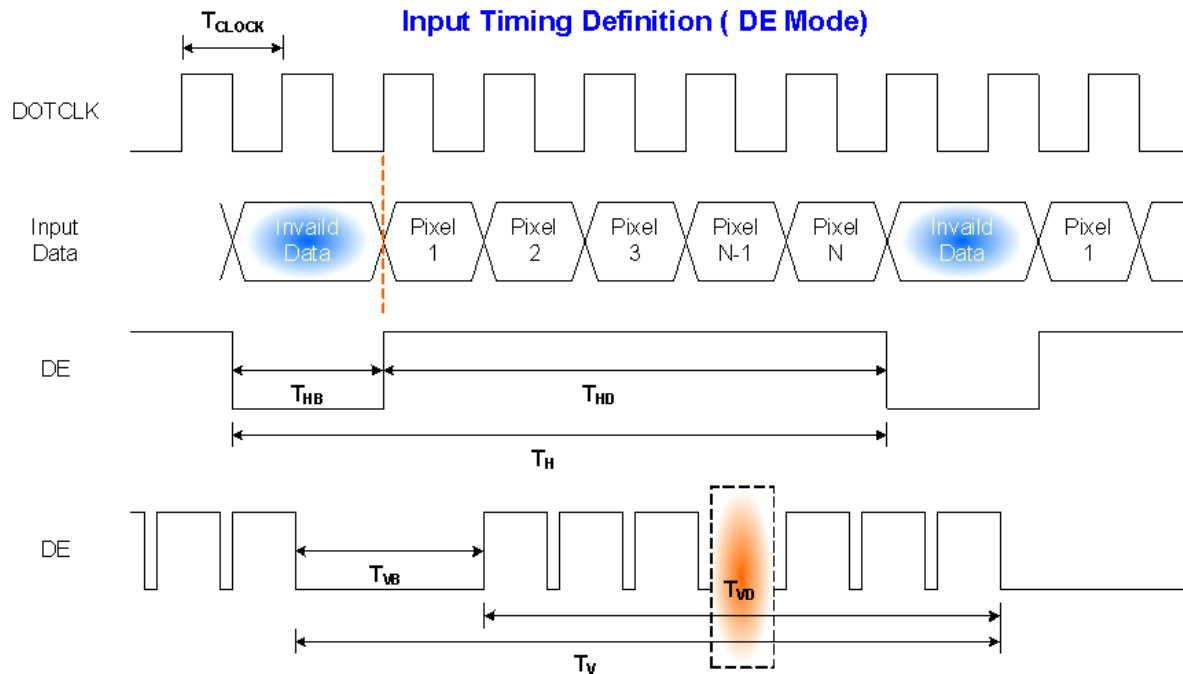 Input Timing Definition ( DE Mode)
TCLOCK
DOTCLK
Input
Data
Invaild
Data
Pixel
1
Pixel
2
Pixel
3
Pixel
N-1
Pixel
N
Invaild
Data
Pixel
1
DE
THB
THD
TH
DE
TVB
TVD
TV